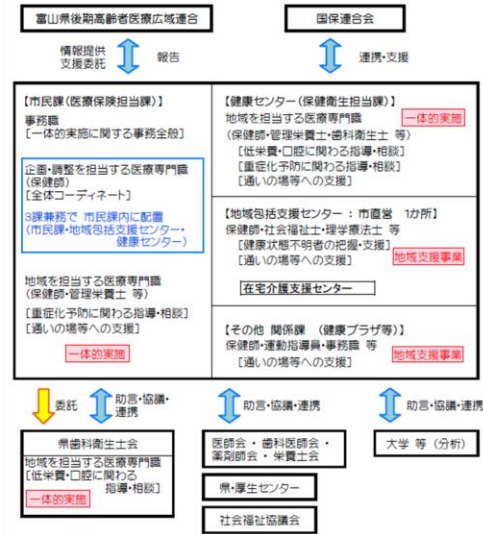 富山県後期高齢者医療広域連合
国保連合会
情報提供
支援委託
報告
連携・支援
【市民課(医療保険担当課)】
事務職
[一体的実施に関する事務全般]
企画・調整を担当する医療専門職
(保健師)
[全体コーディネート]
3課兼務で 市民課内に配置
(市民課・地域包括支援センター・
健康センター)
地域を担当する医療専門職
(保健師・管理栄養士 等)
[重症化予防に関わる指導・相談]
[通いの場等への支援]
一体的実施
【健康センター(保健衛生担当課)】
地域を担当する医療専門職
一体的実施
(保健師・管理栄養士・歯科衛生士 等)
[低栄養・口腔に関わる指導・相談]
[重症化予防に関わる指導・相談]
[通いの場等への支援]
【地域包括支援センター:市直営 1か所】
保健師・社会福祉士・理学療法士 等
[健康状態不明者の把握・支援]
[通いの場等への支援]
地域支援事業
在宅介護支援センター
【その他 関係課 (健康プラザ等)】
保健師・運動指導員・事務職 等
[通いの場等への支援]
地域支援事業
委託
助言・協議・
連携
助言・協議・連携
助言・協議・連携
県歯科衛生士会
地域を担当する医療専門職
[低栄養・口腔に関わる
指導・相談]
一体的実施
医師会・歯科医師会・
薬剤師会・栄養士会
県・厚生センター
社会福祉協議会
大学 等(分析)